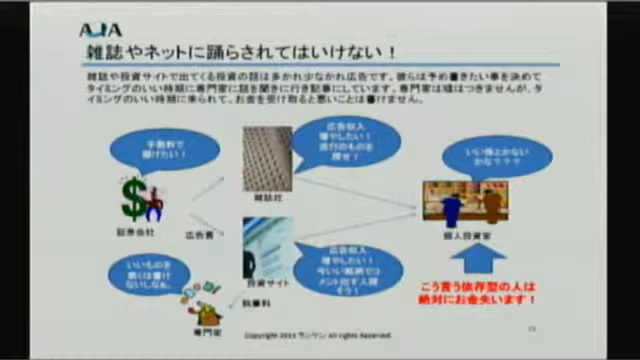 AJA
雑誌やネットに踊らされてはいけない！
雑誌や投資サイトで出てくる投資の話は多かれ少なかれ広告です。彼らは予め書きたい事を決めて
タイミングのいい時期に専門家に話を聞きに行き記事にしています。専門家は嘘はつきませんが、タ
イミングのいい時期に来られて、お金を受け取ると悪いことは書けません。
手数料で
儲けたい！
広告収入
増やしたい！
流行のものを
探せ！
いい株とかない
かな？？？
雑誌社
証券会社
広告費
個人投資家
広告収入
増やしたい！
今いい銘柄でコ
メント出す人探
そう！
いいものを
悪くは書け
ないしなぁ。
投資サイト
執筆料
専門家
こう言う依存型の人は
絶対にお金失います！
Copyright 2011 All rights Reserved